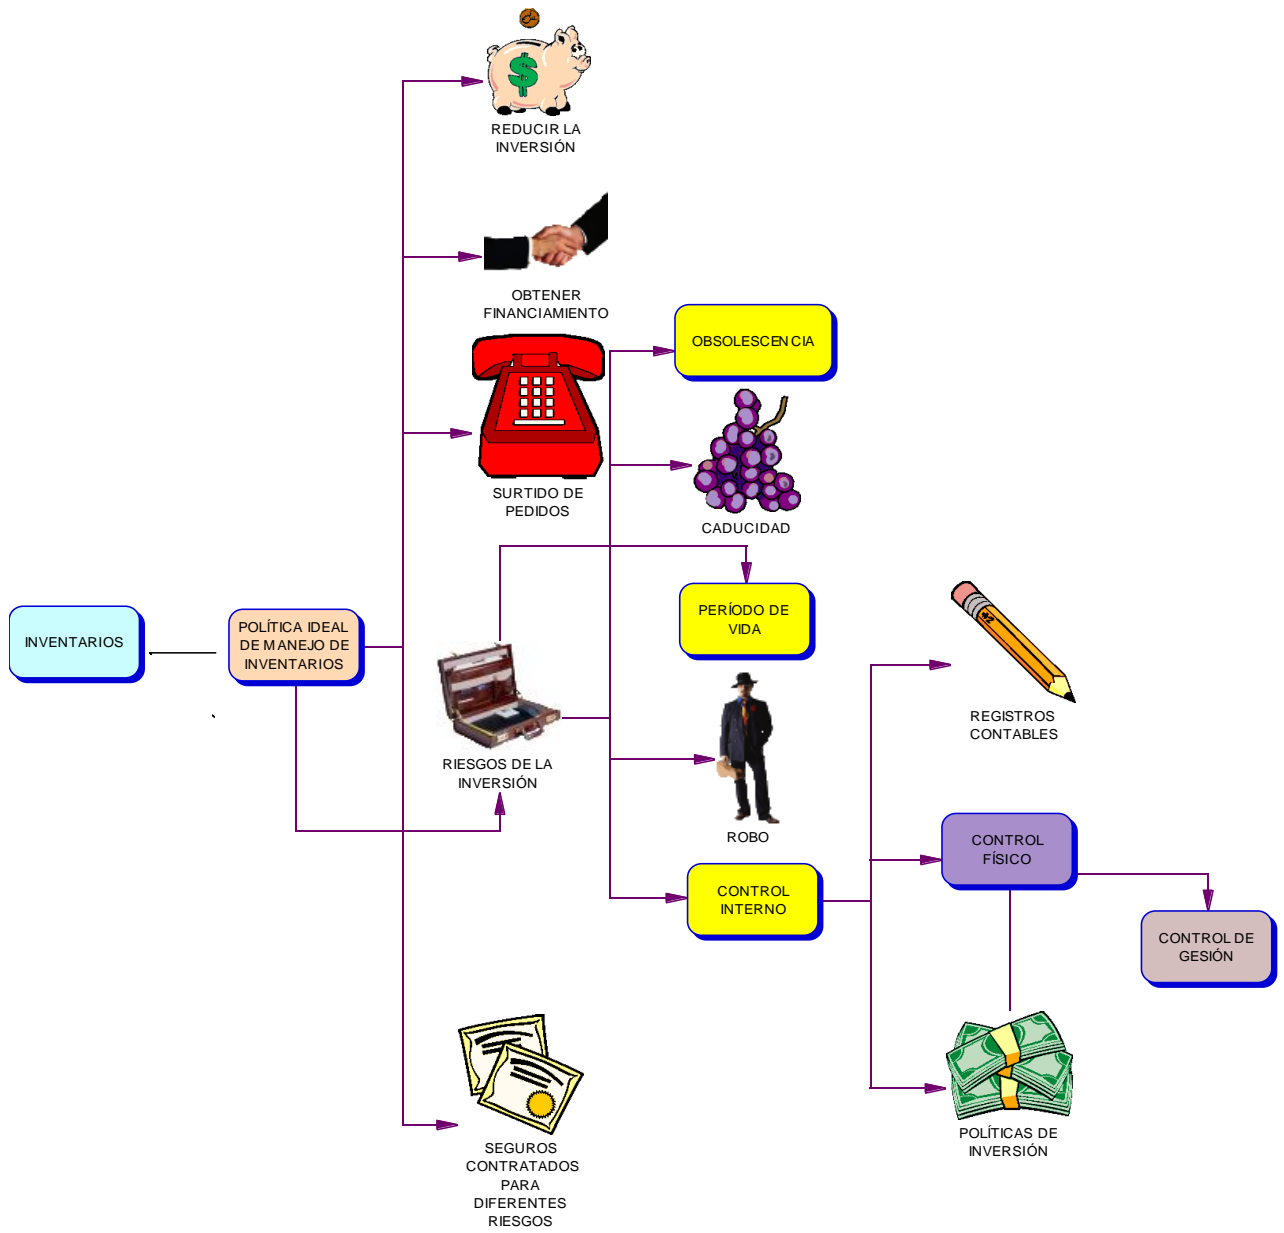 REDUCIR LA
INVERSIÓN
OBTENER
FINANCIAMIENTO
OBSOLESCENCIA
SURTIDO DE
PEDIDOS
CADUCIDAD
INVENTARIOS
POLÍTICA IDEAL
DE MANEJO DE
INVENTARIOS
PERÍODO DE
VIDA
RIESGOS DE LA
INVERSIÓN
REGISTROS
CONTABLES
ROBO
CONTROL
FÍSICO
CONTROL
INTERNO
CONTROL DE
GESIÓN
POLÍTICAS DE
INVERSIÓN
SEGUROS
CONTRATADOS
PARA
DIFERENTES
RIESGOS